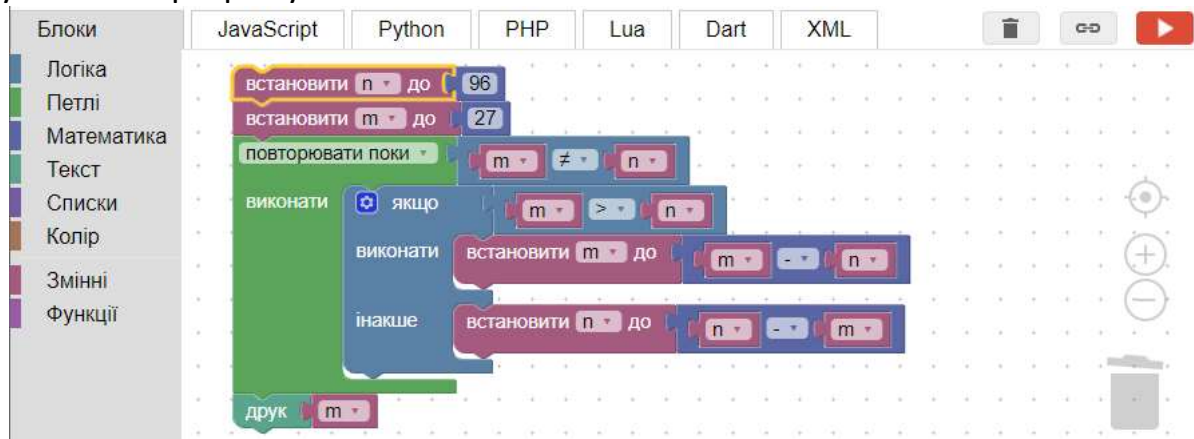 Блоки JavaScript Python PHP Lua Dart XML
Логіка
Петлі
Математика
Текст
Списки
Колір
Змінні
Функції
встановити n до 96
встановити m до 27
повторювати поки m ≠ n
виконати якщо m > n
виконати встановити m до m - n
інакше встановити n до n - m
друк m